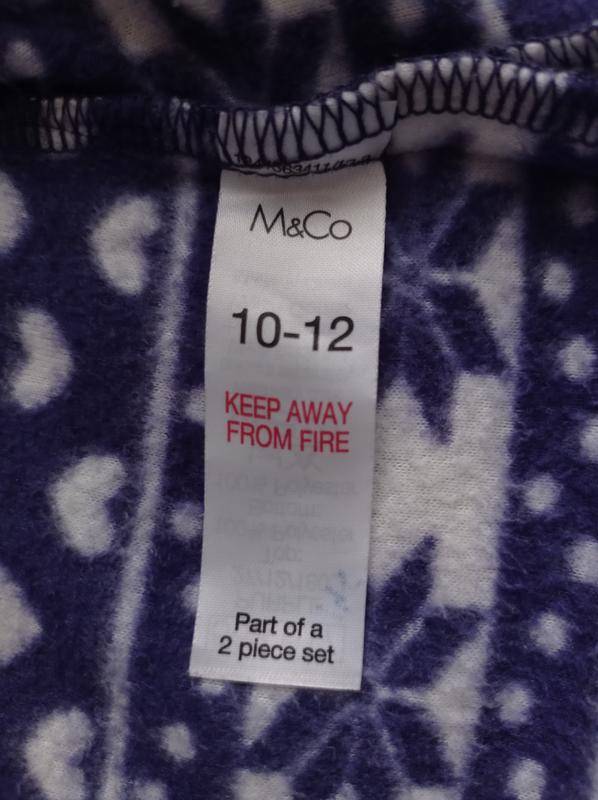 M&Co
10-12
KEEP AWAY
FROM FIRE
Part of a
2 piece set